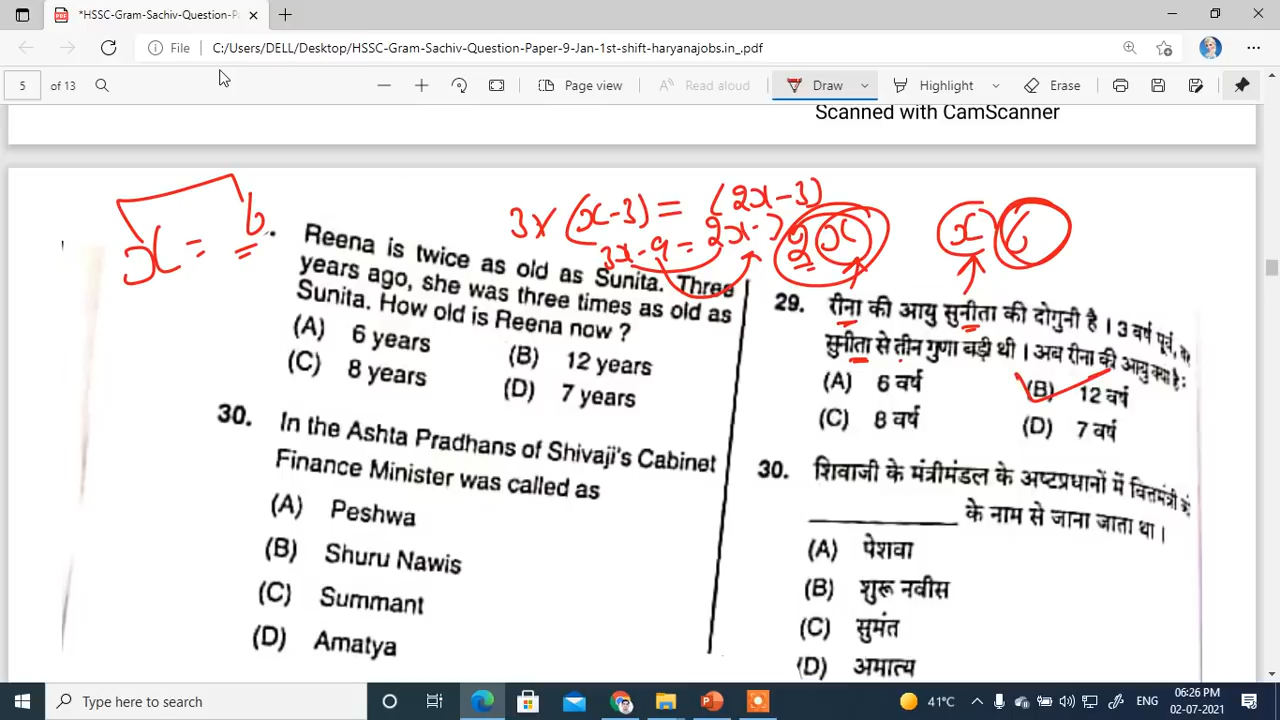 *HSSC-Gram-Sachiv-Question-Pa
File
C:/Users/DELL/Desktop/HSSC-Gram-Sachiv-Question-Paper-9-Jan-1st-shift-haryanajobs.in_.pdf
5 of 13
Page view
Read aloud
Draw
Highlight
Erase
Scanned with CamScanner
x = 6
3 × (x-3) = (2x-3)
3x-9 = 2x-3
2x
x 6
Reena is twice as old as Sunita. Three
years ago, she was three times as old as
Sunita. How old is Reena now ?
(A) 6 years
(B) 12 years
(C) 8 years
(D) 7 years
30. In the Ashta Pradhans of Shivaji's Cabinet
Finance Minister was called as
(A) Peshwa
(B) Shuru Nawis
(C) Summant
(D) Amatya
29. रीना की आयु सुनीता की दोगुनी है । 3 वर्ष पूर्व,
सुनीता से तीन गुणा बड़ी थी । अब रीना की आयु क्या है
(A) 6 वर्ष
(B) 12 वर्ष
(C) 8 वर्ष
(D) 7 वर्ष
30. शिवाजी के मंत्रीमंडल के अष्टप्रधानों में वित्तमंत्री
________ के नाम से जाना जाता था ।
(A) पेशवा
(B) शुरू नवीस
(C) सुमंत
(D) अमात्य
Type here to search
41°C
ENG
06:26 PM
02-07-2021